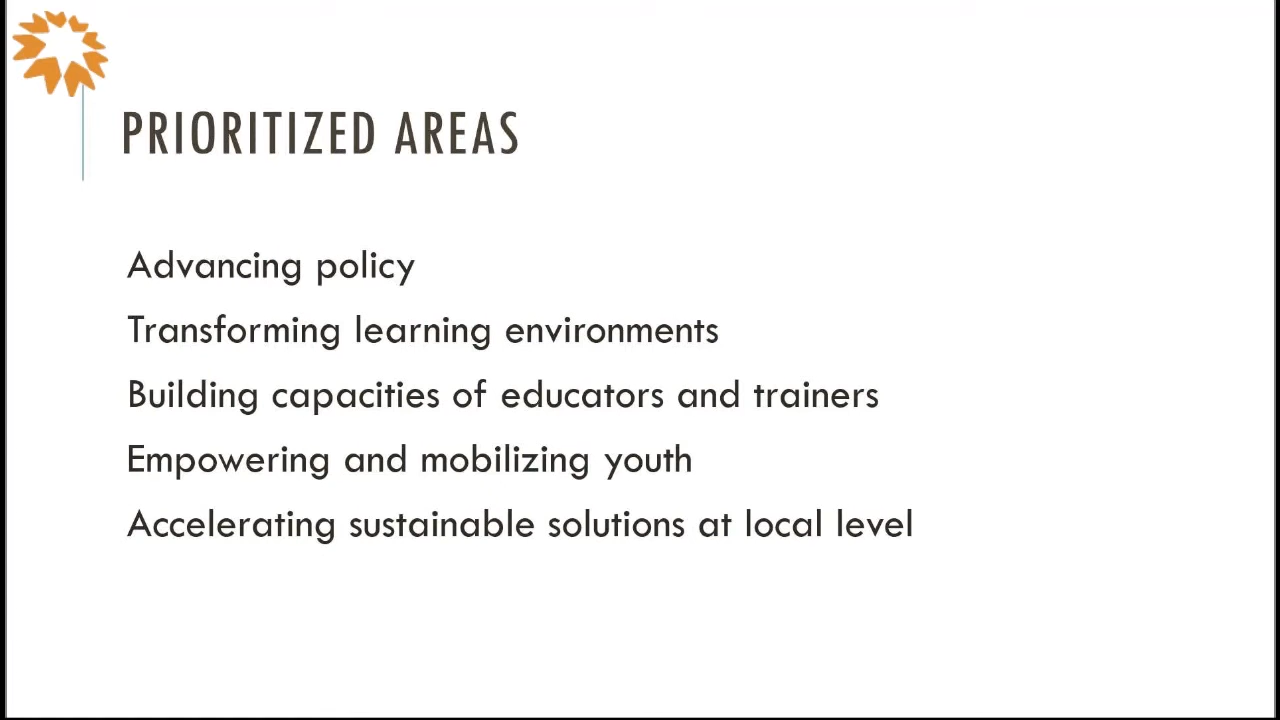 PRIORITIZED AREAS
Advancing policy
Transforming learning environments
Building capacities of educators and trainers
Empowering and mobilizing youth
Accelerating sustainable solutions at local level